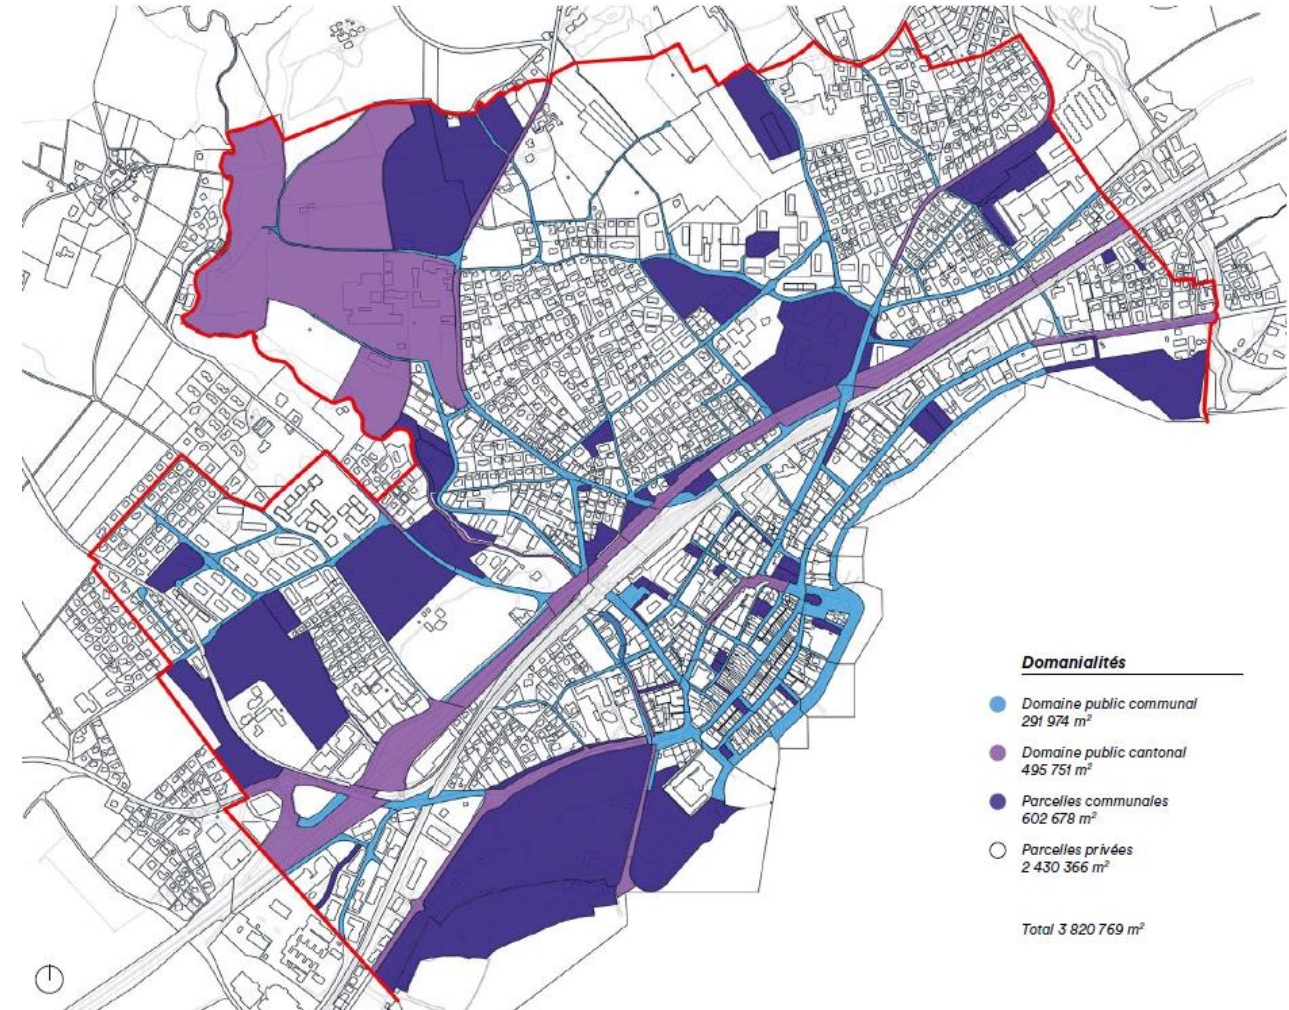 Domanialités
Domaine public communal
291 974 m²
Domaine public cantonal
495 751 m²
Parcelles communales
602 678 m²
Parcelles privées
2 430 366 m²
Total 3 820 769 m²